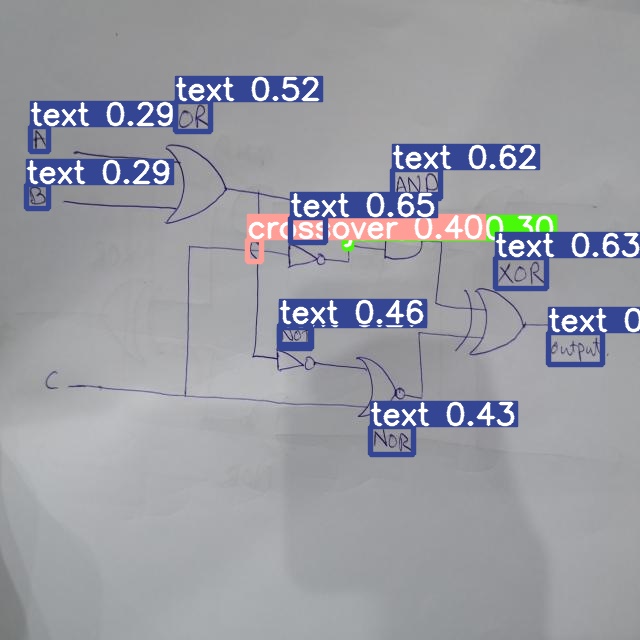 text 0.52
text 0.29
OR
A
text 0.62
text 0.29
AND
B
text 0.65
crossover 0.40
0.30
text 0.63
XOR
text 0.46
NOT
text 0
output.
C
text 0.43
NOR